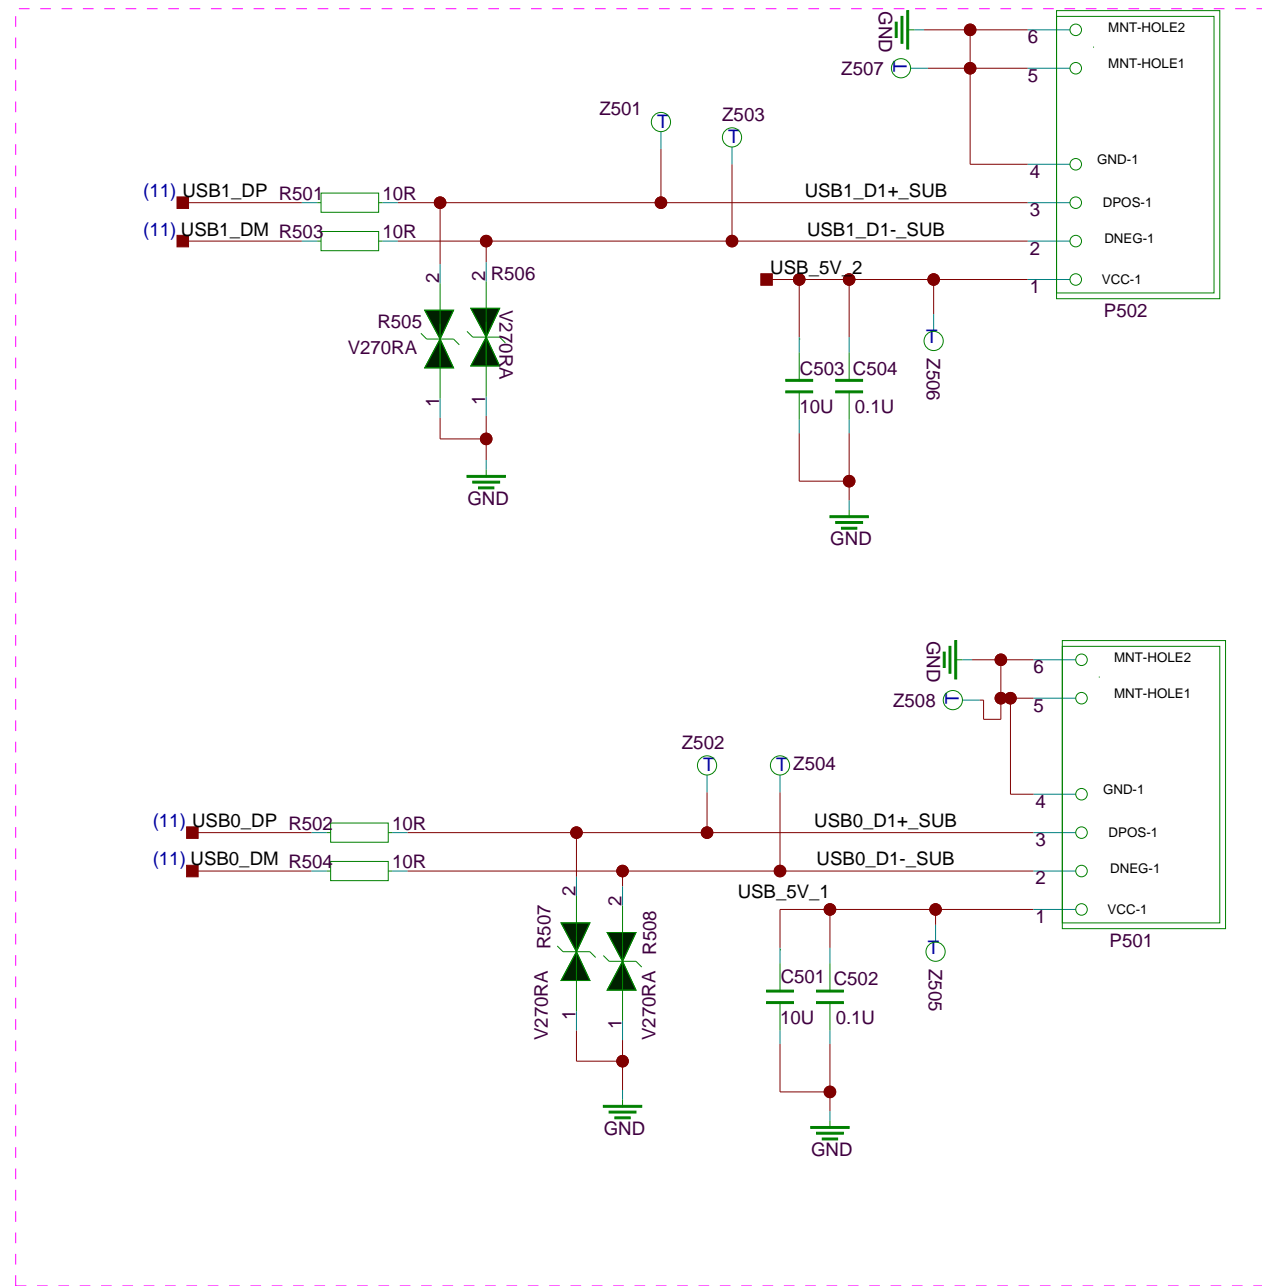 GND
6
MNT-HOLE2
Z507
T
5
MNT-HOLE1
Z501
T
Z503
T
4
GND-1
(11)
USB1_DP
R501
10R
USB1_D1+_SUB
3
DPOS-1
(11)
USB1_DM
R503
10R
USB1_D1-_SUB
2
DNEG-1
USB_5V_2
1
VCC-1
P502
2
2
R506
R505
V270RA
V270RA
T
Z506
C503
C504
10U
0.1U
1
1
GND
GND
GND
6
MNT-HOLE2
Z508
T
5
MNT-HOLE1
Z502
T
T
Z504
4
GND-1
(11)
USB0_DP
R502
10R
USB0_D1+_SUB
3
DPOS-1
(11)
USB0_DM
R504
10R
USB0_D1-_SUB
2
DNEG-1
USB_5V_1
1
VCC-1
P501
2
2
R507
R508
V270RA
V270RA
T
Z505
C501
C502
10U
0.1U
1
1
GND
GND